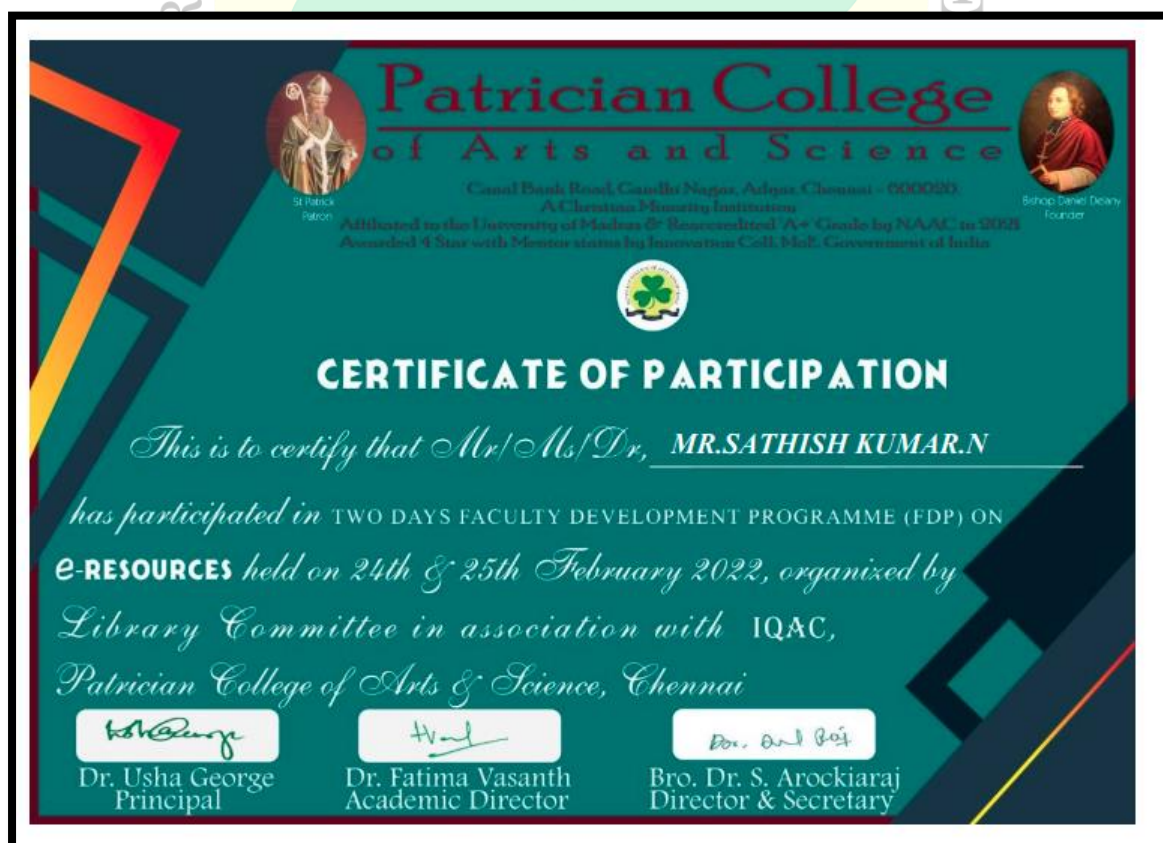 Patrician College
of Arts and Science
Canal Bank Road, Gandhi Nagar, Adyar, Chennai - 600020
A Christian Minority Institution
Affiliated to the University of Madras & Reaccredited 'A+' Grade by NAAC in 2021
Awarded 4 Star with Mentor status by Innovation Cell, MoE, Government of India
St Patrick
Patron
Bishop Daniel Delany
Founder
CERTIFICATE OF PARTICIPATION
This is to certify that Mr/Ms/Dr, MR.SATHISH KUMAR.N
has participated in TWO DAYS FACULTY DEVELOPMENT PROGRAMME (FDP) ON
e-RESOURCES held on 24th & 25th February 2022, organized by
Library Committee in association with IQAC,
Patrician College of Arts & Science, Chennai
Dr. Usha George
Principal
Dr. Fatima Vasanth
Academic Director
Bro. Dr. S. Arockiaraj
Director & Secretary